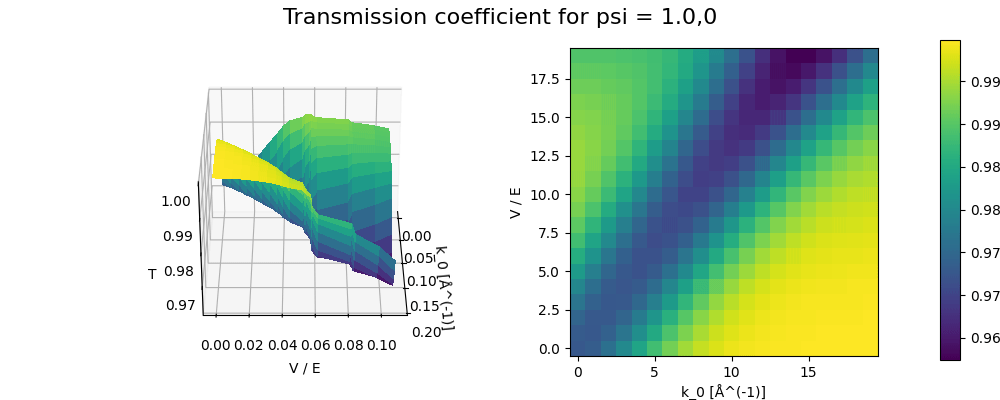 Transmission coefficient for psi = 1.0,0
1.00
0.99
T 0.98
0.97
0.00 0.02 0.04 0.06 0.08 0.10
V / E
0.00
0.05
0.10
0.15
0.20
k_0 [Å^(-1)]
17.5
15.0
12.5
10.0
7.5
5.0
2.5
0.0
V / E
0 5 10 15
k_0 [Å^(-1)]
0.99
0.99
0.98
0.98
0.97
0.97
0.96